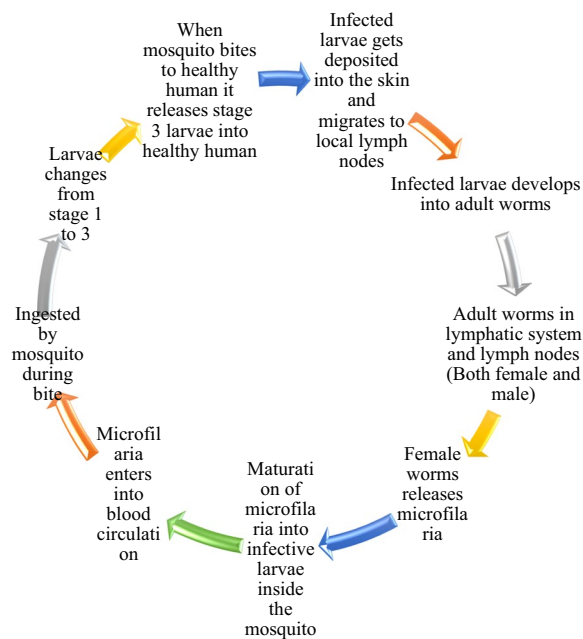 When
mosquito bites
to healthy
human it
releases stage
3 larvae into
healthy human
Infected
larvae gets
deposited
into the skin
and
migrates to
local lymph
nodes
Infected larvae develops
into adult worms
Adult worms in
lymphatic system
and lymph nodes
(Both female and
male)
Female
worms
releases
microfila
ria
Maturati
on of
microfila
ria into
infective
larvae
inside
the
mosquito
Microfil
aria
enters
into
blood
circulati
on
Ingested
by
mosquito
during
bite
Larvae
changes
from
stage 1
to 3